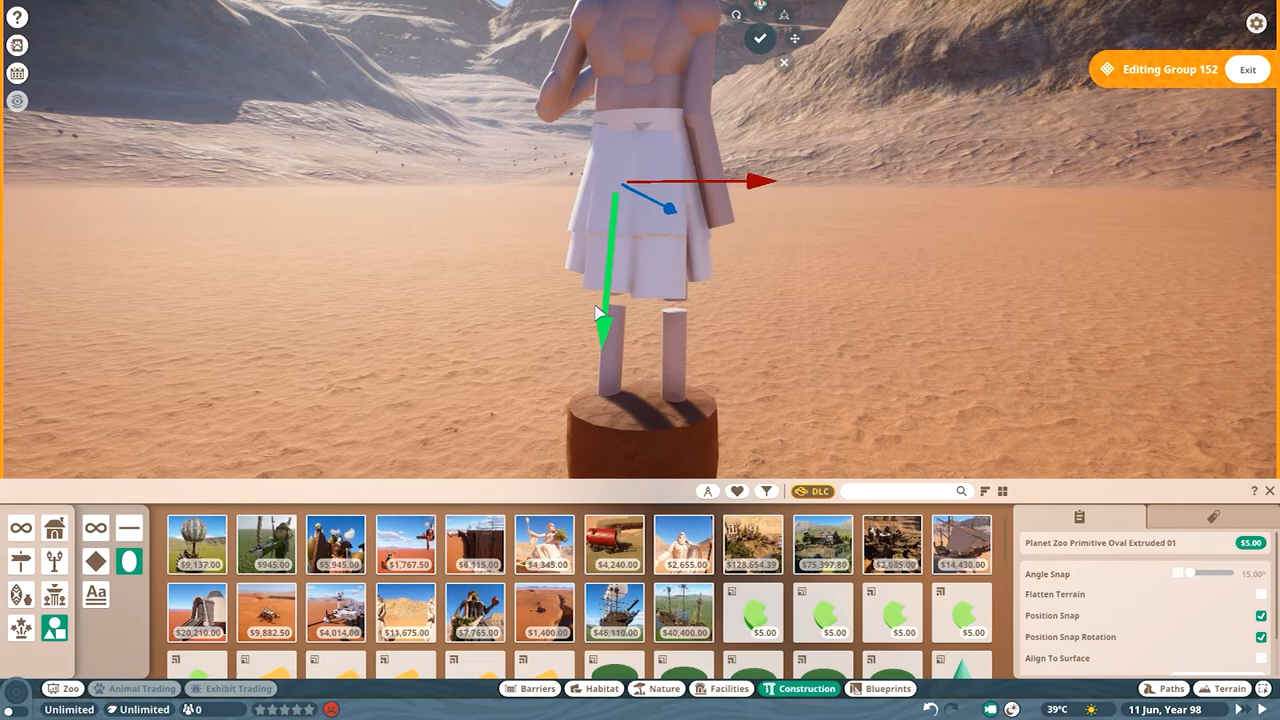 ?
Editing Group 152
Exit
DLC
? ×
$9,137.00
$945.00
$5,945.00
$1,767.50
$6,115.00
$4,345.00
$4,240.00
$2,655.00
$128,654.39
$75,397.80
$2,085.00
$14,430.00
$20,210.00
$9,882.50
$4,014.00
$11,675.00
$7,765.00
$1,400.00
$46,110.00
$40,400.00
$5.00
$5.00
$5.00
$5.00
Aa
Planet Zoo Primitive Oval Extruded 01
$5.00
Angle Snap
15.00°
Flatten Terrain
Position Snap
Position Snap Rotation
Align To Surface
Zoo
Animal Trading
Exhibit Trading
Barriers
Habitat
Nature
Facilities
Construction
Blueprints
Paths
Terrain
Unlimited
Unlimited
0
39°C
11 Jun, Year 98